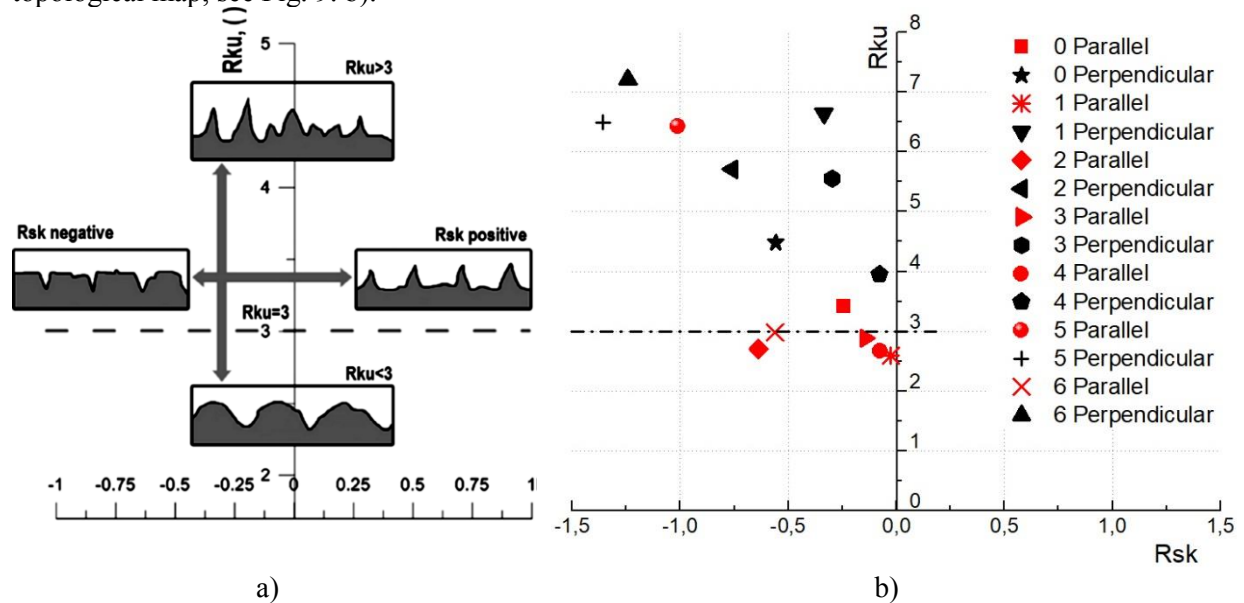 topological map, see Fig. 9. b).
Rku, ( )
5
Rku>3
4
Rsk negative
Rsk positive
Rku=3
3
Rku<3
2
-1 -0.75 -0.5 -0.25 0 0.25 0.5 0.75 1
a)
Rku
8
7
6
5
4
3
2
1
0
-1,5 -1,0 -0,5 0,0 0,5 1,0 1,5
Rsk
0 Parallel
0 Perpendicular
1 Parallel
1 Perpendicular
2 Parallel
2 Perpendicular
3 Parallel
3 Perpendicular
4 Parallel
4 Perpendicular
5 Parallel
5 Perpendicular
6 Parallel
6 Perpendicular
b)